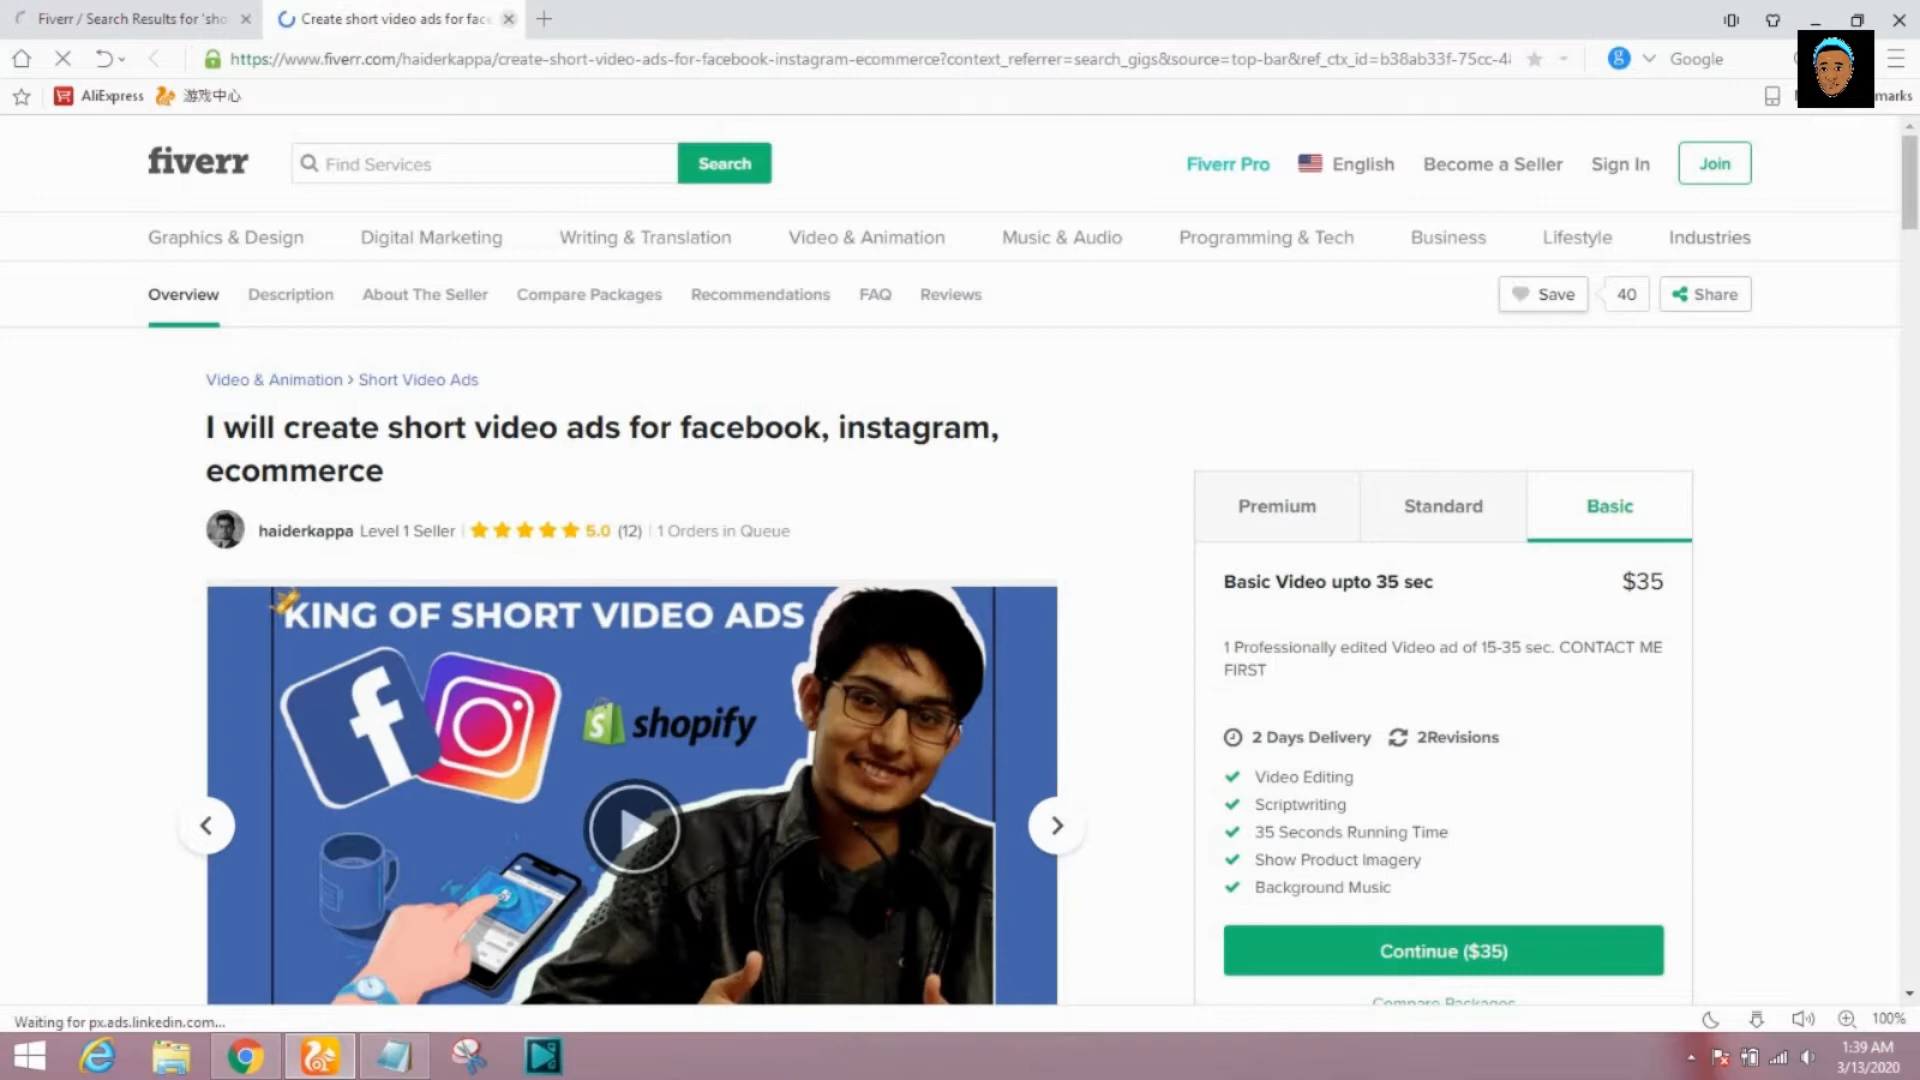 Fiverr / Search Results for 'sho
Create short video ads for face
https://www.fiverr.com/haiderkappa/create-short-video-ads-for-facebook-instagram-ecommerce?context_referrer=search_gigs&source=top-bar&ref_ctx_id=b38ab33f-75cc-4
Google
AliExpress
游戏中心
marks
fiverr
Find Services
Search
Fiverr Pro
English
Become a Seller
Sign In
Join
Graphics & Design
Digital Marketing
Writing & Translation
Video & Animation
Music & Audio
Programming & Tech
Business
Lifestyle
Industries
Overview
Description
About The Seller
Compare Packages
Recommendations
FAQ
Reviews
Save
40
Share
Video & Animation > Short Video Ads
I will create short video ads for facebook, instagram,
ecommerce
haiderkappa Level 1 Seller 5.0 (12) 1 Orders in Queue
KING OF SHORT VIDEO ADS
shopify
Premium
Standard
Basic
Basic Video upto 35 sec
$35
1 Professionally edited Video ad of 15-35 sec. CONTACT ME
FIRST
2 Days Delivery
2Revisions
Video Editing
Scriptwriting
35 Seconds Running Time
Show Product Imagery
Background Music
Continue ($35)
Compare Packages
Waiting for px.ads.linkedin.com...
100%
1:39 AM
3/13/2020